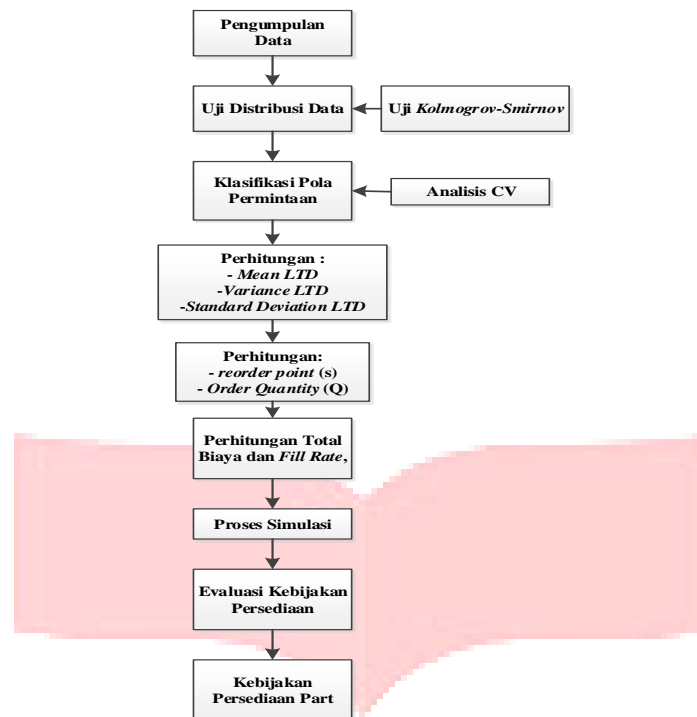 Pengumpulan
Data
Uji Distribusi Data
Uji Kolmogrov-Smirnov
Klasifikasi Pola
Permintaan
Analisis CV
Perhitungan :
- Mean LTD
-Variance LTD
-Standard Deviation LTD
Perhitungan:
- reorder point (s)
- Order Quantity (Q)
Perhitungan Total
Biaya dan Fill Rate,
Proses Simulasi
Evaluasi Kebijakan
Persediaan
Kebijakan
Persediaan Part